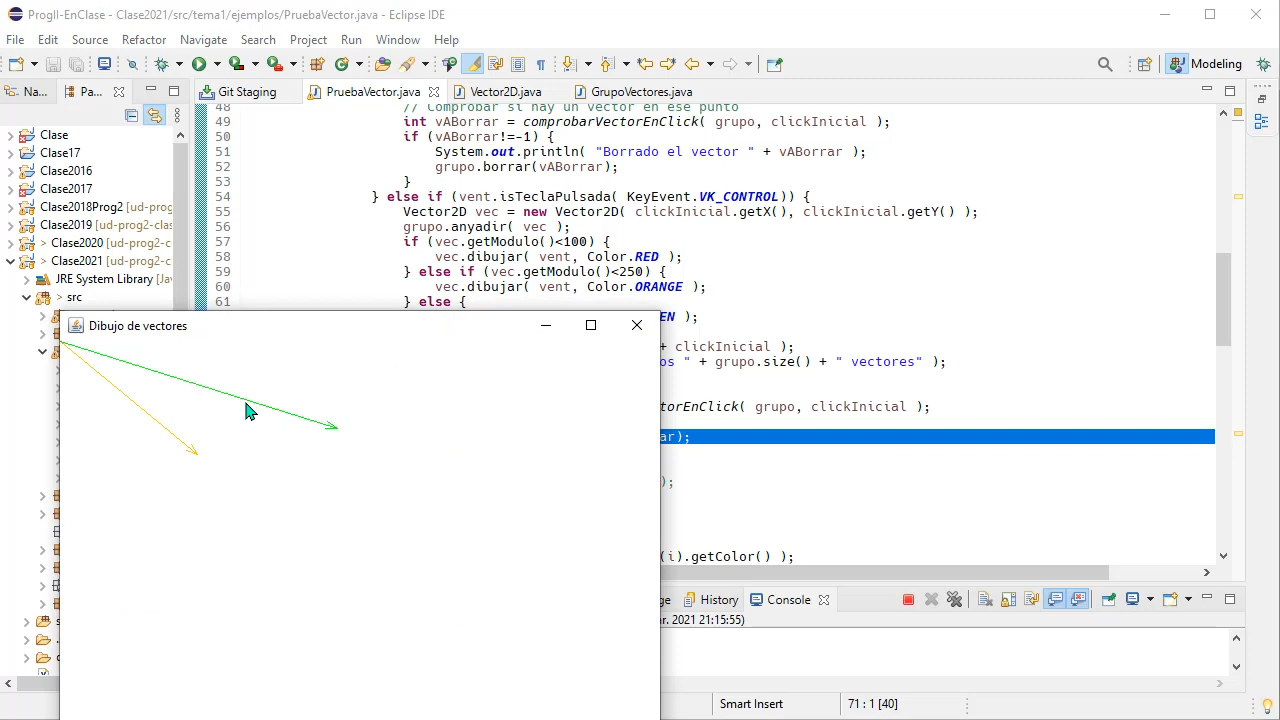 ProgII-EnClase - Clase2021/src/tema1/ejemplos/PruebaVector.java - Eclipse IDE
File Edit Source Refactor Navigate Search Project Run Window Help
Modeling
Na... Pa... Git Staging PruebaVector.java Vector2D.java GrupoVectores.java
Clase
Clase17
Clase2016
Clase2017
Clase2018Prog2 [ud-prog
Clase2019 [ud-prog2-clas
> Clase2020 [ud-prog2-c
> Clase2021 [ud-prog2-c
JRE System Library [Jav
> src
48 // Comprobar si hay un vector en ese punto
49 int vABorrar = comprobarVectorEnClick( grupo, clickInicial );
50 if (vABorrar!=-1) {
51 System.out.println( "Borrado el vector " + vABorrar );
52 grupo.borrar(vABorrar);
53 }
54 } else if (vent.isTeclaPulsada( KeyEvent.VK_CONTROL)) {
55 Vector2D vec = new Vector2D( clickInicial.getX(), clickInicial.getY() );
56 grupo.anyadir( vec );
57 if (vec.getModulo()<100) {
58 vec.dibujar( vent, Color.RED );
59 } else if (vec.getModulo()<250) {
60 vec.dibujar( vent, Color.ORANGE );
61 } else {
EN );
+ clickInicial );
os " + grupo.size() + " vectores" );
torEnClick( grupo, clickInicial );
ar);
);
(i).getColor() );
Dibujo de vectores
ge History Console
ar. 2021 21:15:55)
Smart Insert 71 : 1 [40]